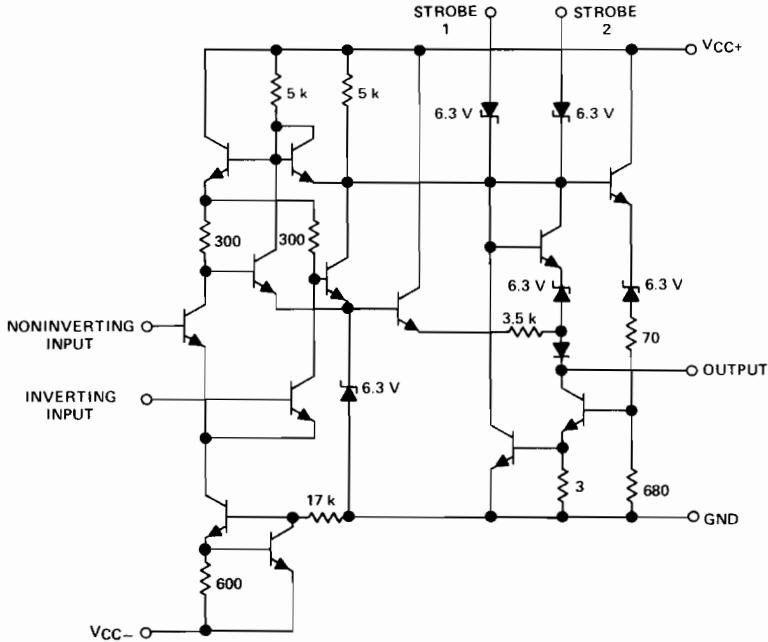 STROBE
1
STROBE
2
VCC+
5 k
5 k
6.3 V
6.3 V
300
300
6.3 V
6.3 V
3.5 k
70
NONINVERTING
INPUT
OUTPUT
6.3 V
INVERTING
INPUT
17 k
3
680
GND
600
VCC−